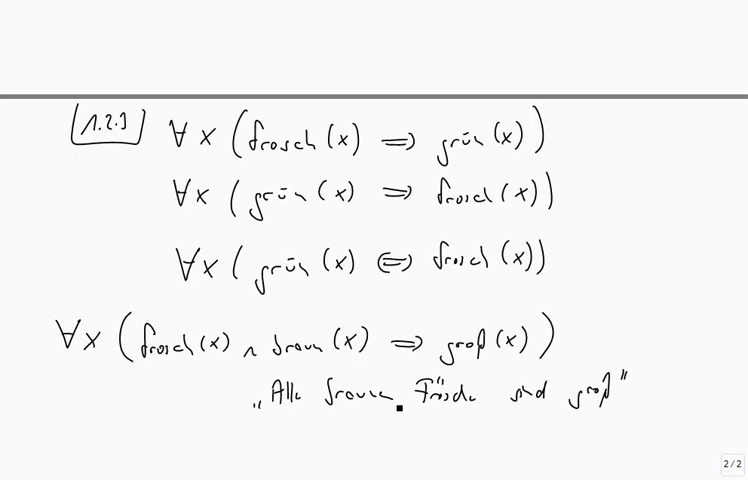 1.2.3 ∀x (frosch(x) ⇒ grün(x))
∀x (grün(x) ⇒ frosch(x))
∀x (grün(x) ⇔ frosch(x))
∀x (frosch(x) ∧ braun(x) ⇒ groß(x))
„Alle braunen Frösche sind groß"
2/2